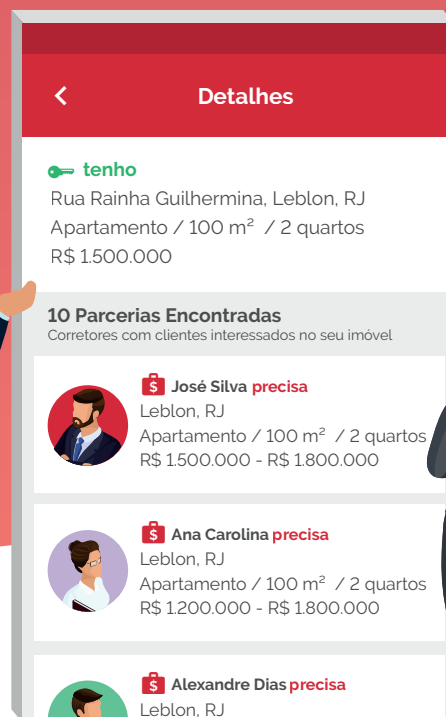 Detalhes
tenho
Rua Rainha Guilhermina, Leblon, RJ
Apartamento / 100 m² / 2 quartos
R$ 1.500.000
10 Parcerias Encontradas
Corretores com clientes interessados no seu imóvel
$ José Silva precisa
Leblon, RJ
Apartamento / 100 m² / 2 quartos
R$ 1.500.000 - R$ 1.800.000
$ Ana Carolina precisa
Leblon, RJ
Apartamento / 100 m² / 2 quartos
R$ 1.200.000 - R$ 1.800.000
$ Alexandre Dias precisa
Leblon, RJ